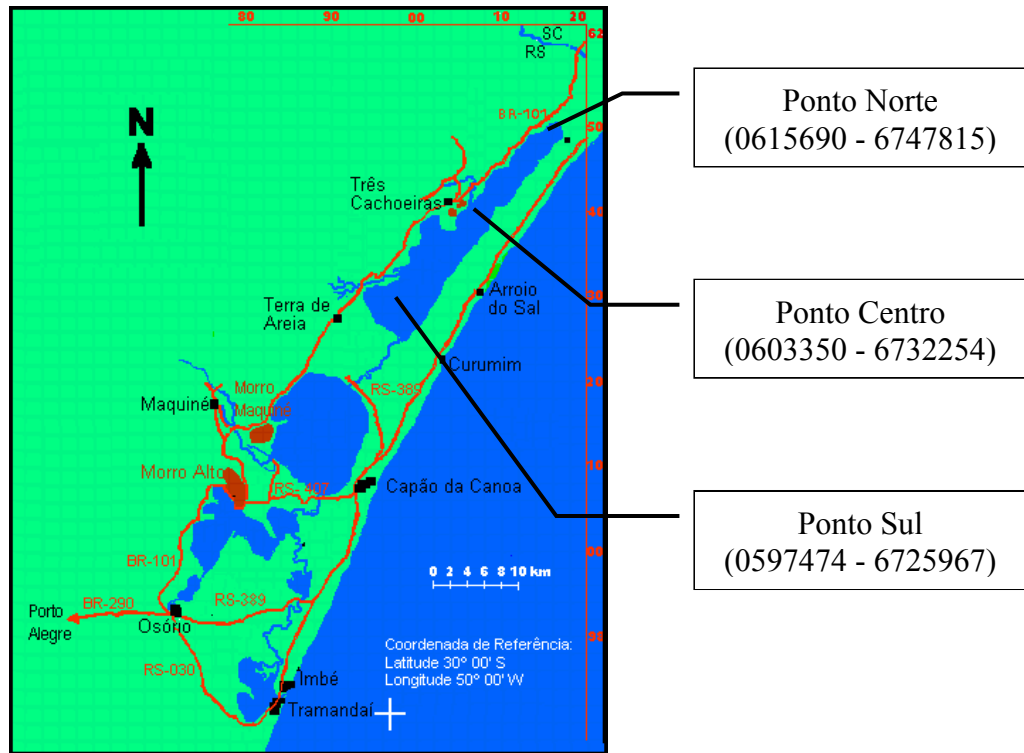 80
90
00
10
20
62
SC
RS
N
BR-101
50
Três
Cachoeiras
40
Arroio
do Sal
30
Terra de
Areia
Curumim
20
RS-389
Morro
Maquiné
Maquiné
10
Morro Alto
RS-407
Capão da Canoa
00
BR-101
0 2 4 6 8 10 km
BR-290
RS-389
Porto
Alegre
Osório
90
Coordenada de Referência:
Latitude 30° 00' S
Longitude 50° 00' W
RS-030
Imbé
Tramandaí
Ponto Norte
(0615690 - 6747815)
Ponto Centro
(0603350 - 6732254)
Ponto Sul
(0597474 - 6725967)